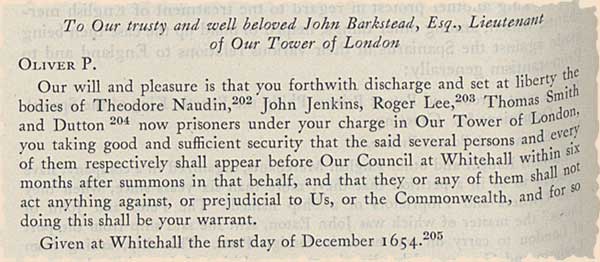 To Our trusty and well beloved John Barkstead, Esq., Lieutenant
of Our Tower of London
OLIVER P.
Our will and pleasure is that you forthwith discharge and set at liberty the
bodies of Theodore Naudin,202 John Jenkins, Roger Lee,203 Thomas Smith
and Dutton 204 now prisoners under your charge in Our Tower of London,
you taking good and sufficient security that the said several persons and every
of them respectively shall appear before Our Council at Whitehall within six
months after summons in that behalf, and that they or any of them shall not
act anything against, or prejudicial to Us, or the Commonwealth, and for so
doing this shall be your warrant.
Given at Whitehall the first day of December 1654.205